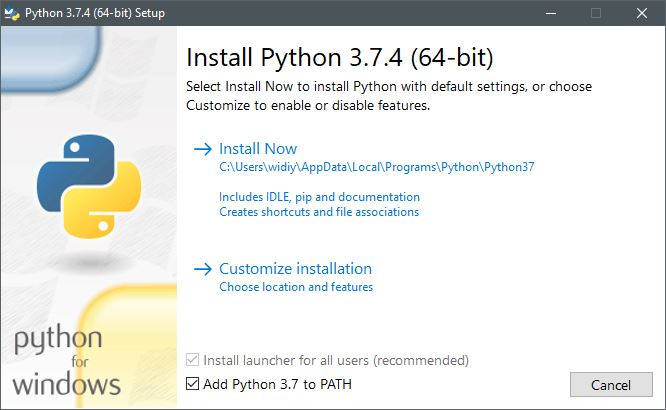 Python 3.7.4 (64-bit) Setup
Install Python 3.7.4 (64-bit)
Select Install Now to install Python with default settings, or choose
Customize to enable or disable features.
Install Now
C:\Users\widiy\AppData\Local\Programs\Python\Python37
Includes IDLE, pip and documentation
Creates shortcuts and file associations
Customize installation
Choose location and features
python
for
windows
Install launcher for all users (recommended)
Add Python 3.7 to PATH
Cancel